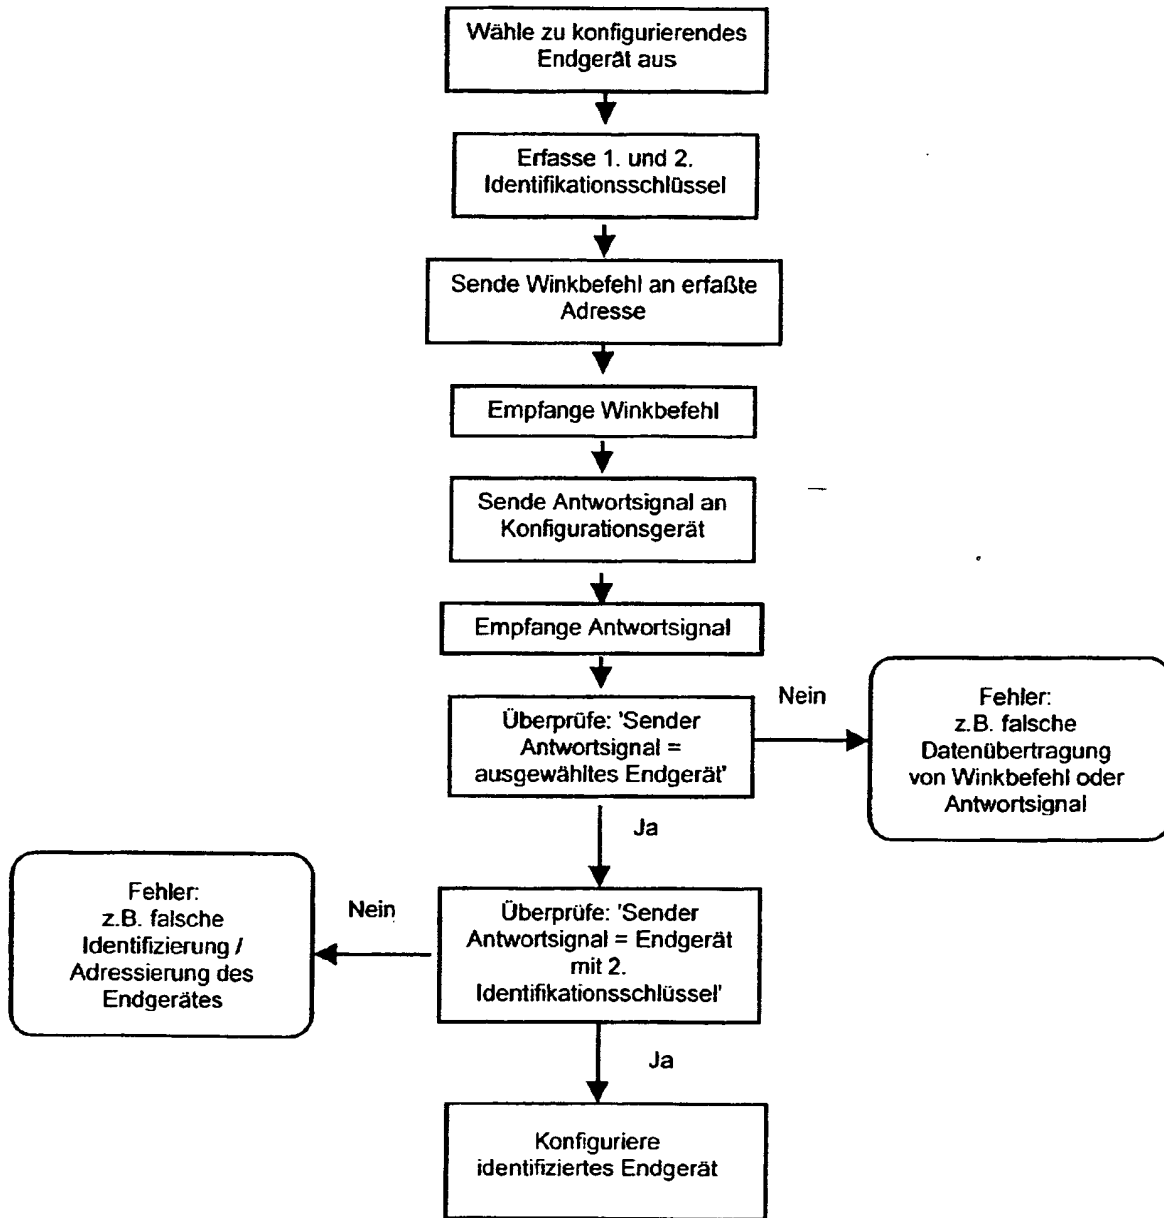 Wähle zu konfigurierendes
Endgerät aus
Erfasse 1. und 2.
Identifikationsschlüssel
Sende Winkbefehl an erfaßte
Adresse
Empfange Winkbefehl
Sende Antwortsignal an
Konfigurationsgerät
Empfange Antwortsignal
Überprüfe: 'Sender
Antwortsignal =
ausgewähltes Endgerät'
Nein
Fehler:
z.B. falsche
Datenübertragung
von Winkbefehl oder
Antwortsignal
Ja
Überprüfe: 'Sender
Antwortsignal = Endgerät
mit 2.
Identifikationsschlüssel'
Nein
Fehler:
z.B. falsche
Identifizierung /
Adressierung des
Endgerätes
Ja
Konfiguriere
identifiziertes Endgerät